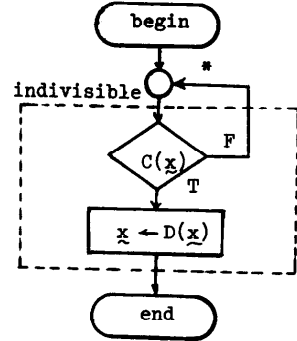 begin
*
indivisible
F
C(x̰)
T
x̰ ← D(x̰)
end